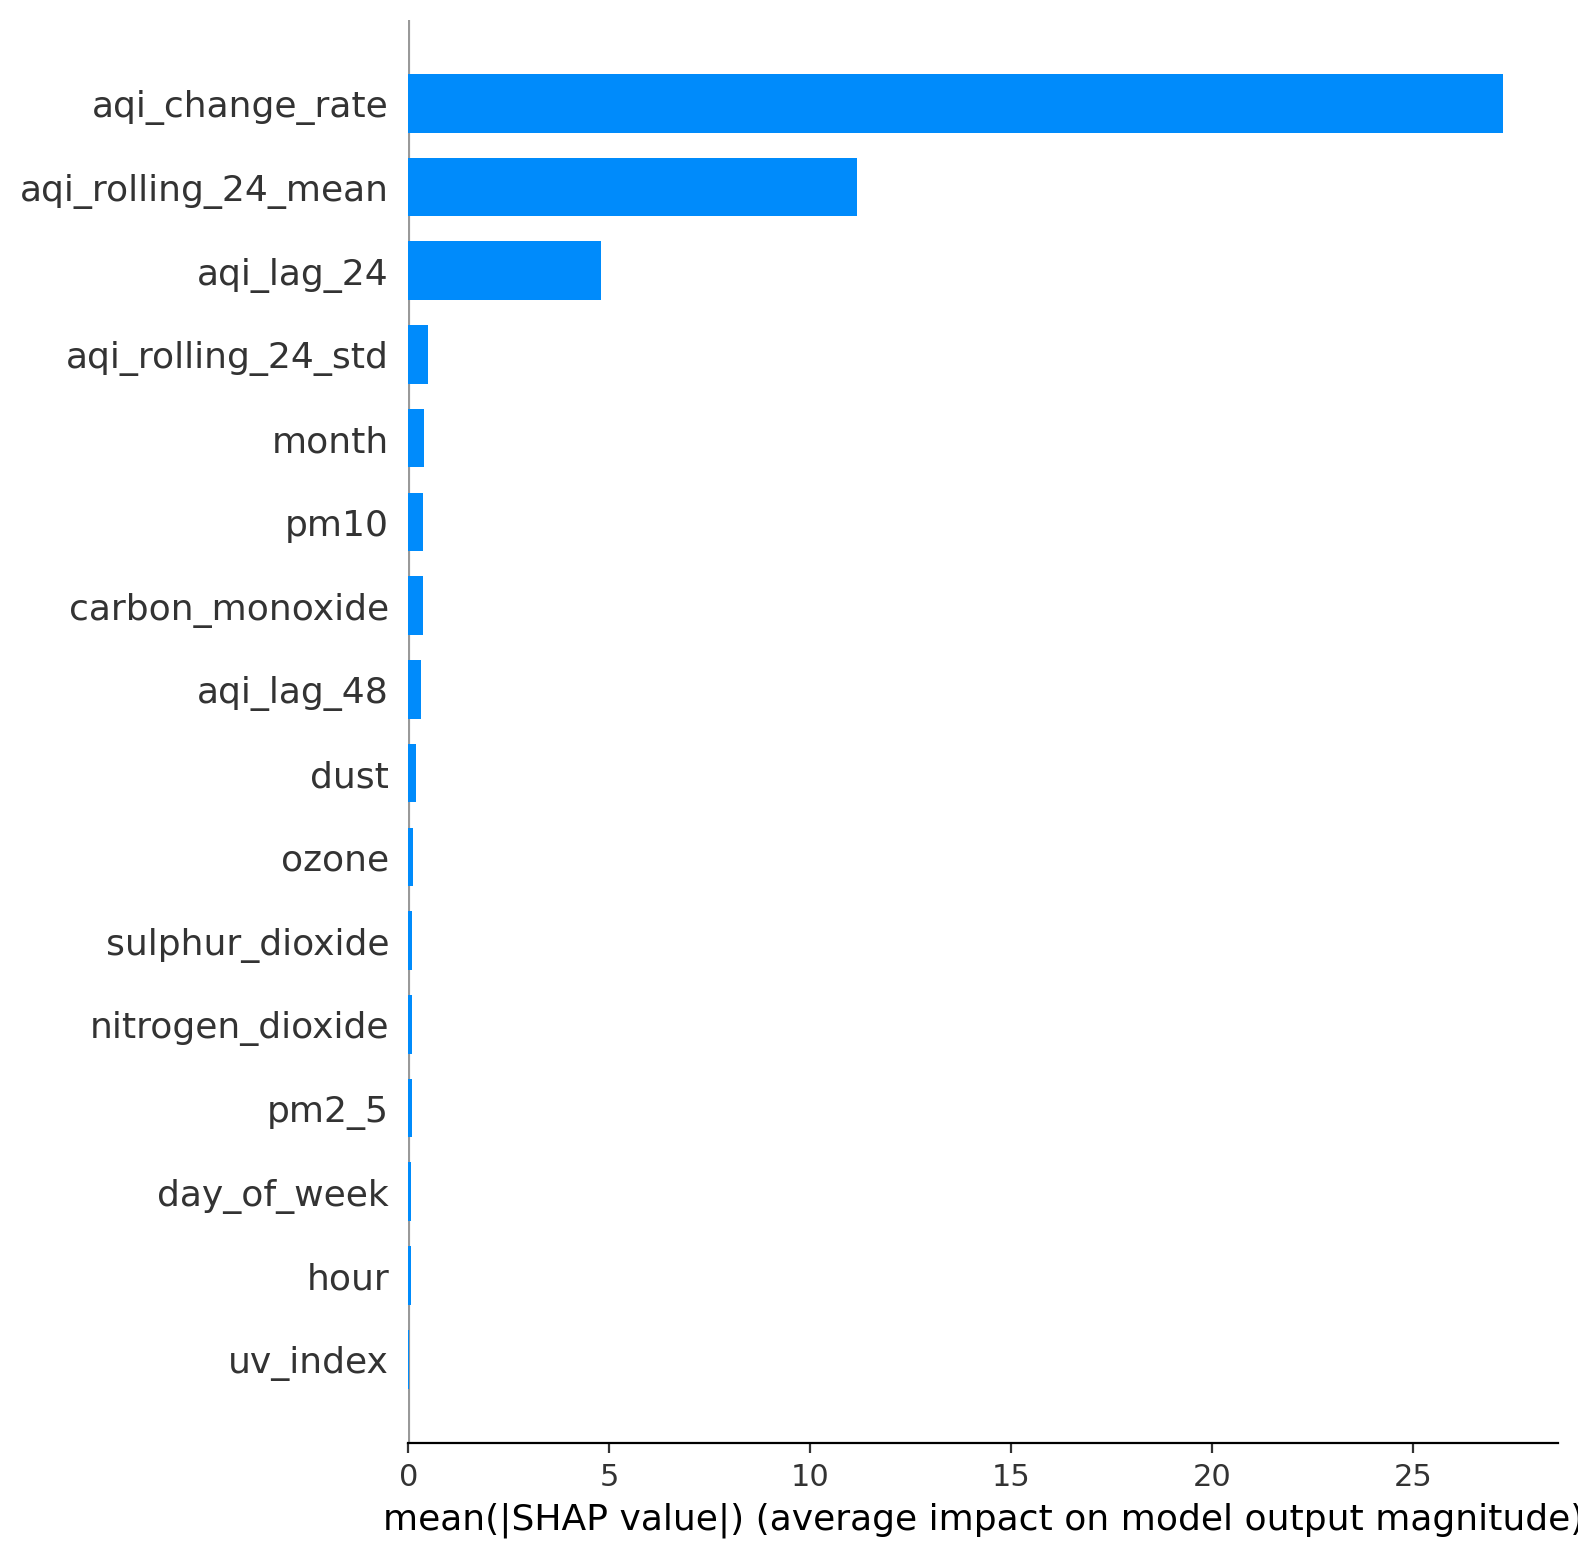 aqi_change_rate
aqi_rolling_24_mean
aqi_lag_24
aqi_rolling_24_std
month
pm10
carbon_monoxide
aqi_lag_48
dust
ozone
sulphur_dioxide
nitrogen_dioxide
pm2_5
day_of_week
hour
uv_index
0 5 10 15 20 25
mean(|SHAP value|) (average impact on model output magnitude)